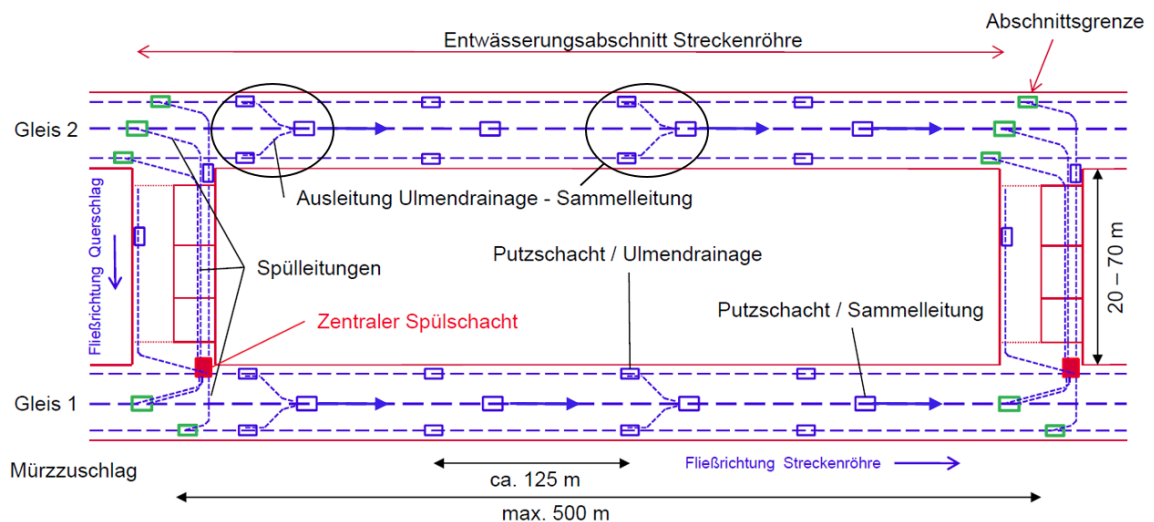 Abschnittsgrenze
Entwässerungsabschnitt Streckenröhre
Gleis 2
Ausleitung Ulmendrainage - Sammelleitung
Fließrichtung Querschlag
Putzschacht / Ulmendrainage
Spülleitungen
20 – 70 m
Putzschacht / Sammelleitung
Zentraler Spülschacht
Gleis 1
Mürzzuschlag
Fließrichtung Streckenröhre
ca. 125 m
max. 500 m